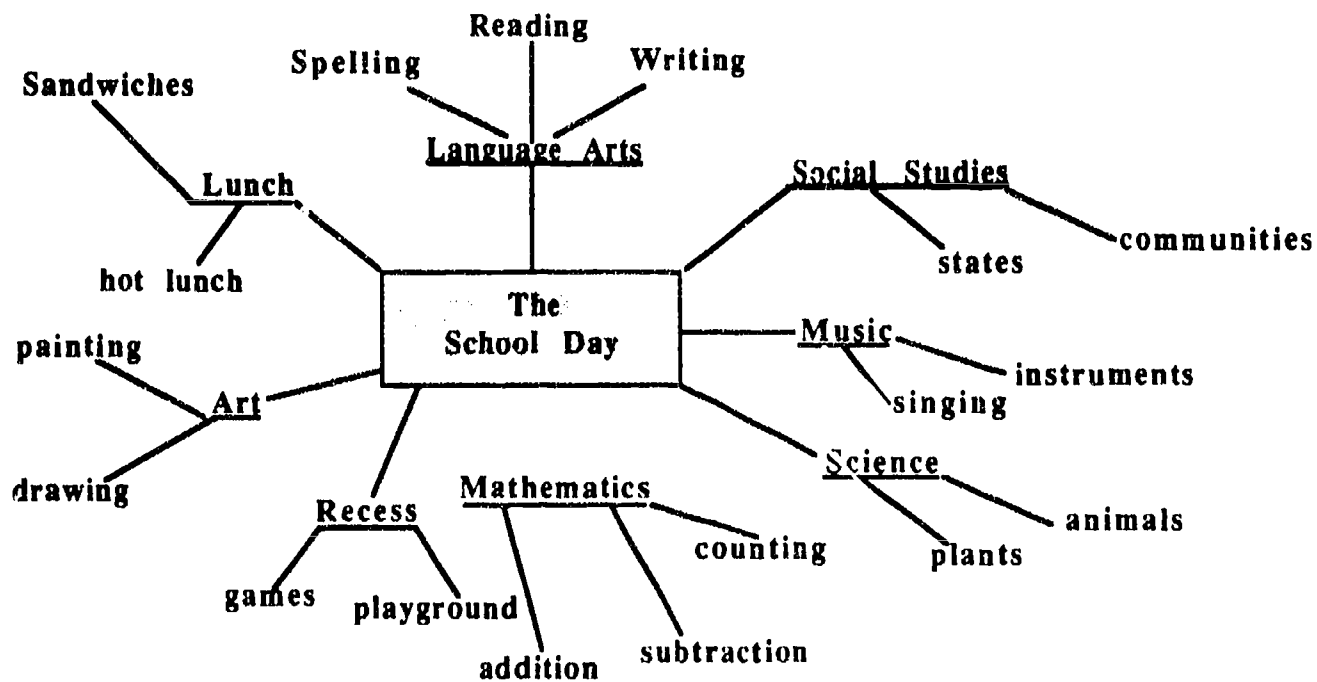 Reading
Spelling
Writing
Sandwiches
Language Arts
Social Studies
Lunch
communities
states
hot lunch
The
School Day
Music
painting
instruments
Art
singing
Science
drawing
Mathematics
Recess
animals
counting
plants
games
playground
subtraction
addition